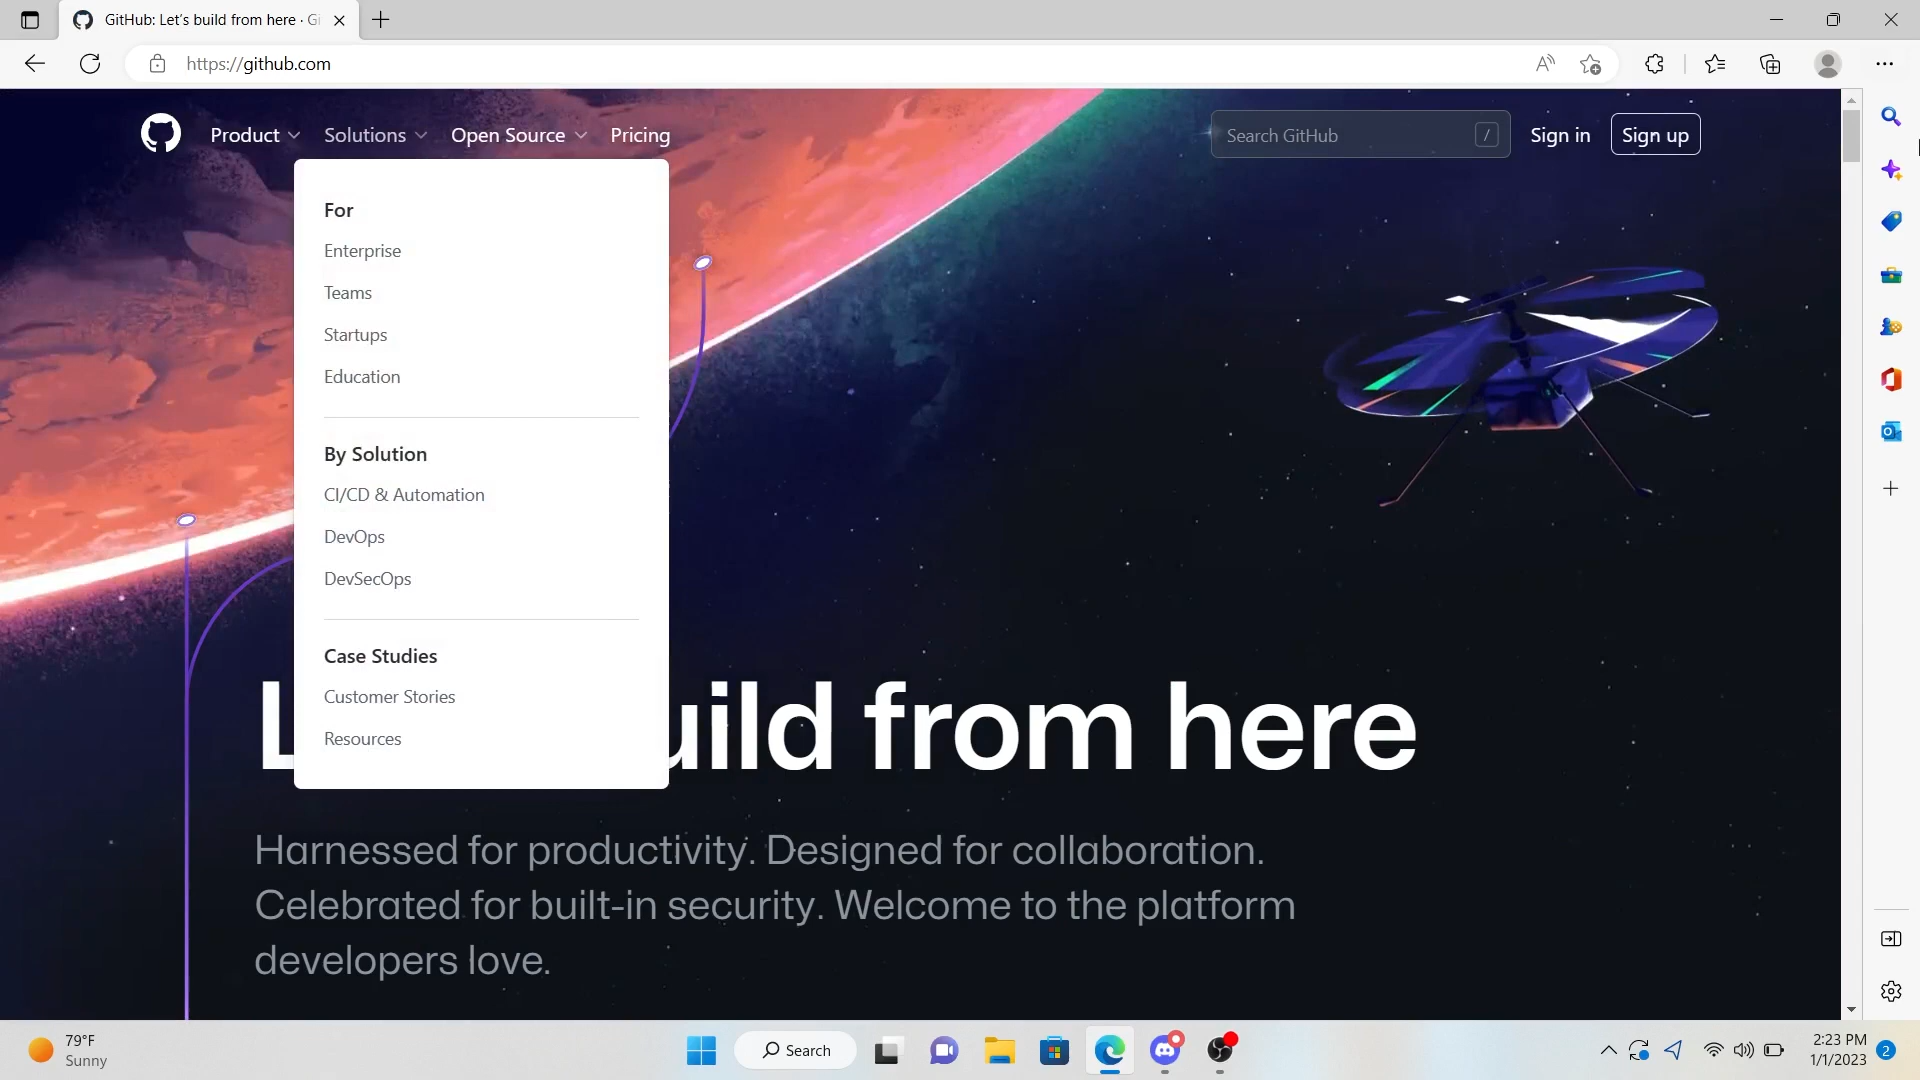 GitHub: Let's build from here · Gi
https://github.com
Product
Solutions
Open Source
Pricing
Search GitHub
/
Sign in
Sign up
For
Enterprise
Teams
Startups
Education
By Solution
CI/CD & Automation
DevOps
DevSecOps
Case Studies
Customer Stories
Resources
L uild from here
Harnessed for productivity. Designed for collaboration.
Celebrated for built-in security. Welcome to the platform
developers love.
79°F
Sunny
Search
2:23 PM
1/1/2023
2